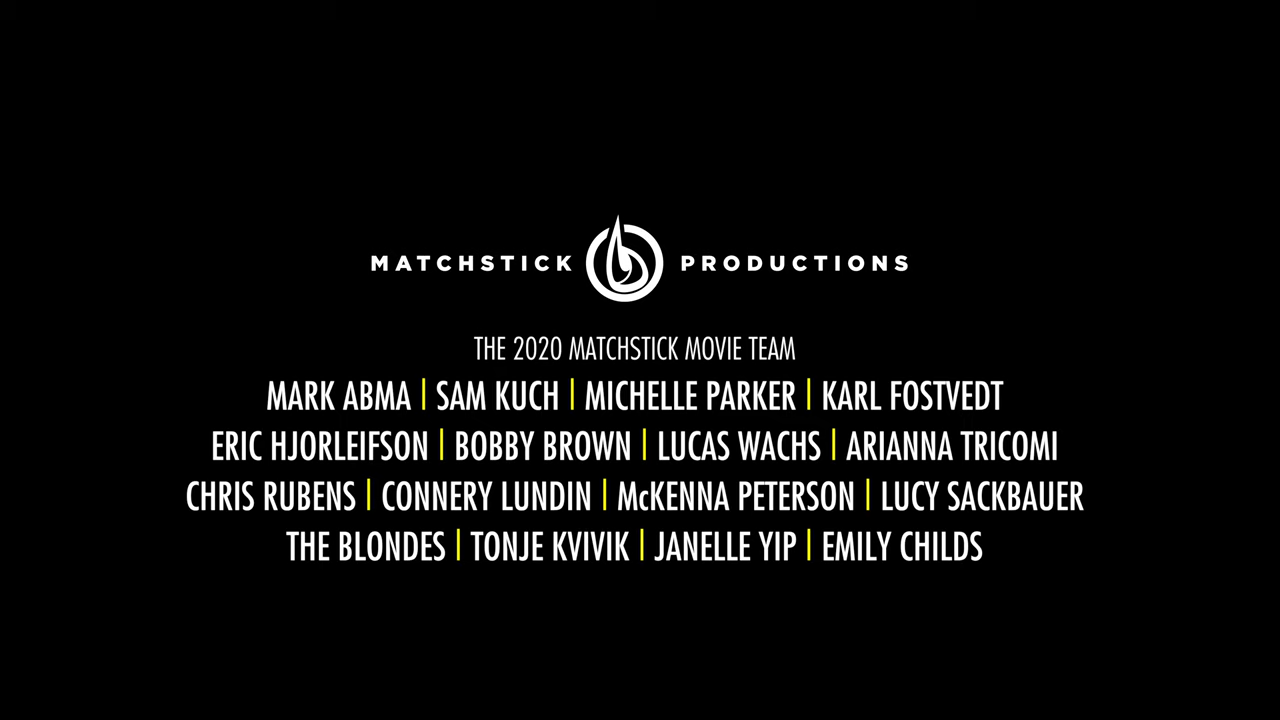 MATCHSTICK PRODUCTIONS
THE 2020 MATCHSTICK MOVIE TEAM
MARK ABMA | SAM KUCH | MICHELLE PARKER | KARL FOSTVEDT
ERIC HJORLEIFSON | BOBBY BROWN | LUCAS WACHS | ARIANNA TRICOMI
CHRIS RUBENS | CONNERY LUNDIN | McKENNA PETERSON | LUCY SACKBAUER
THE BLONDES | TONJE KVIVIK | JANELLE YIP | EMILY CHILDS